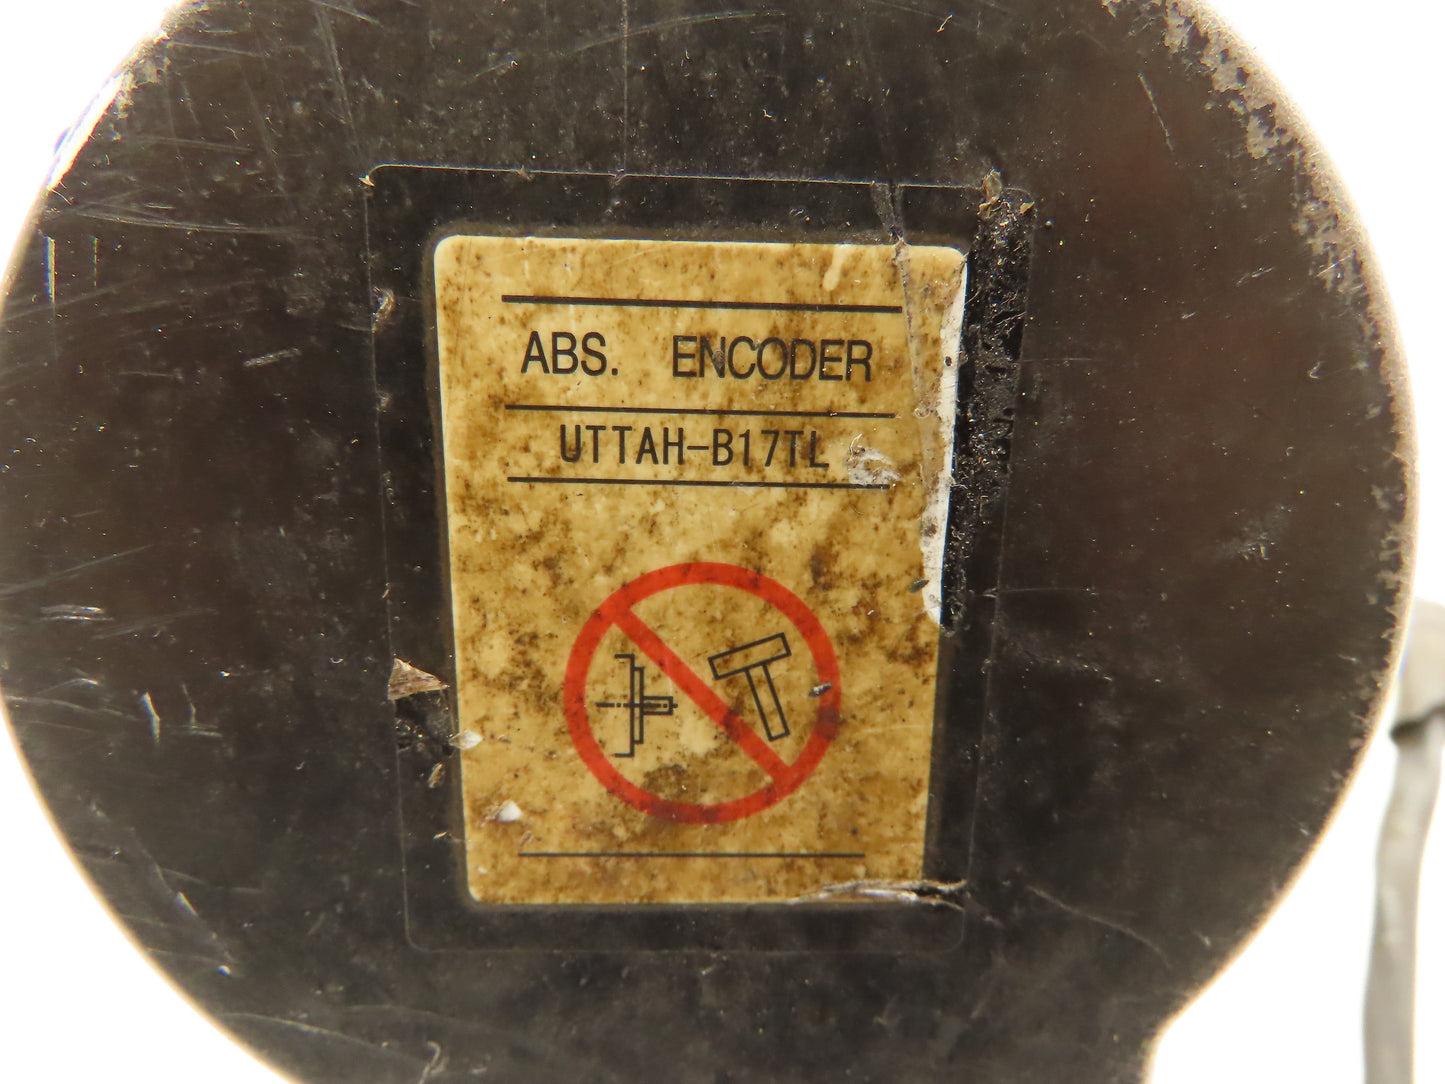 ABS. ENCODER
UTTAH-B17TL